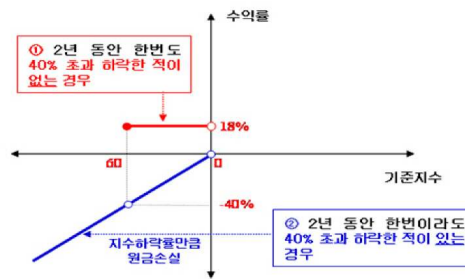 수익률
① 2년 동안 한번도
40% 초과 하락한 적이
없는 경우
18%
60
0
기준지수
-40%
② 2년 동안 한번이라도
40% 초과 하락한 적이 있는
경우
지수하락률만큼
원금손실